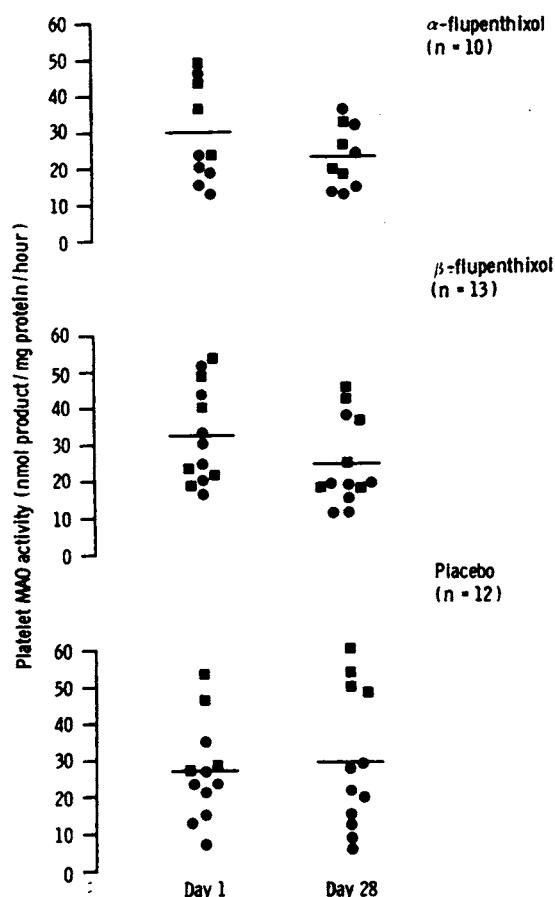 α-flupenthixol
(n = 10)
60
50
40
30
20
10
0
β-flupenthixol
(n = 13)
60
50
40
30
20
10
0
Placebo
(n = 12)
60
50
40
30
20
10
0
Platelet MAO activity (nmol product/mg protein/hour)
Day 1
Day 28